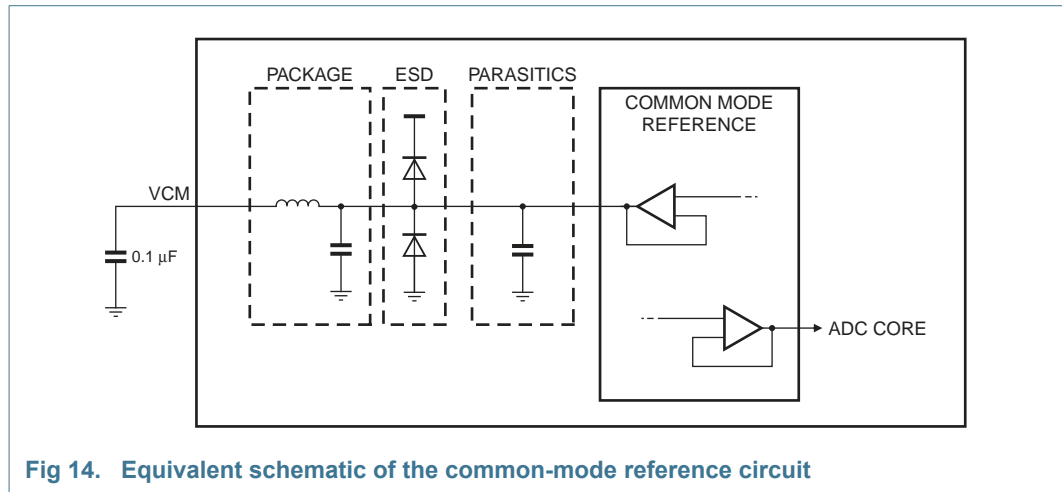 PACKAGE
ESD
PARASITICS
COMMON MODE
REFERENCE
VCM
0.1 μF
ADC CORE
Fig 14. Equivalent schematic of the common-mode reference circuit